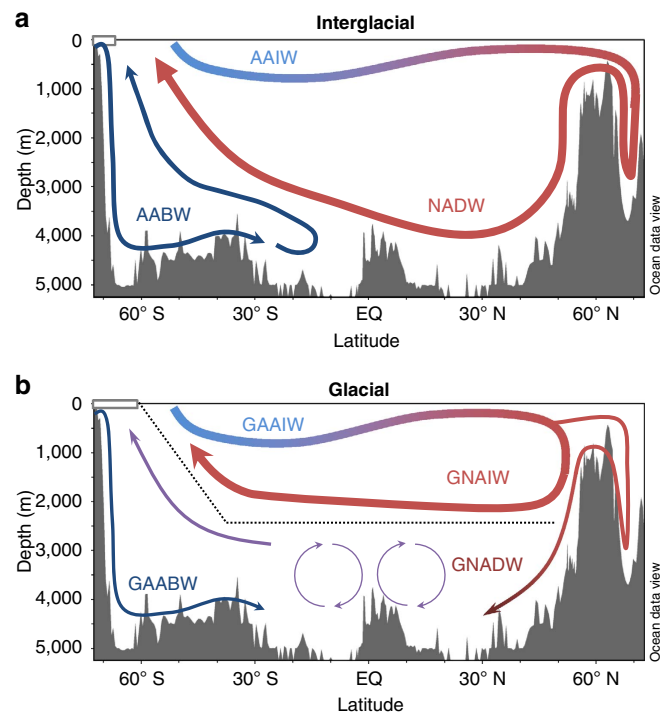 a
Interglacial
0
1,000
2,000
3,000
4,000
5,000
Depth (m)
AAIW
AABW
NADW
60° S
30° S
EQ
30° N
60° N
Latitude
Ocean data view
b
Glacial
0
1,000
2,000
3,000
4,000
5,000
Depth (m)
GAAIW
GNAIW
GAABW
GNADW
60° S
30° S
EQ
30° N
60° N
Latitude
Ocean data view